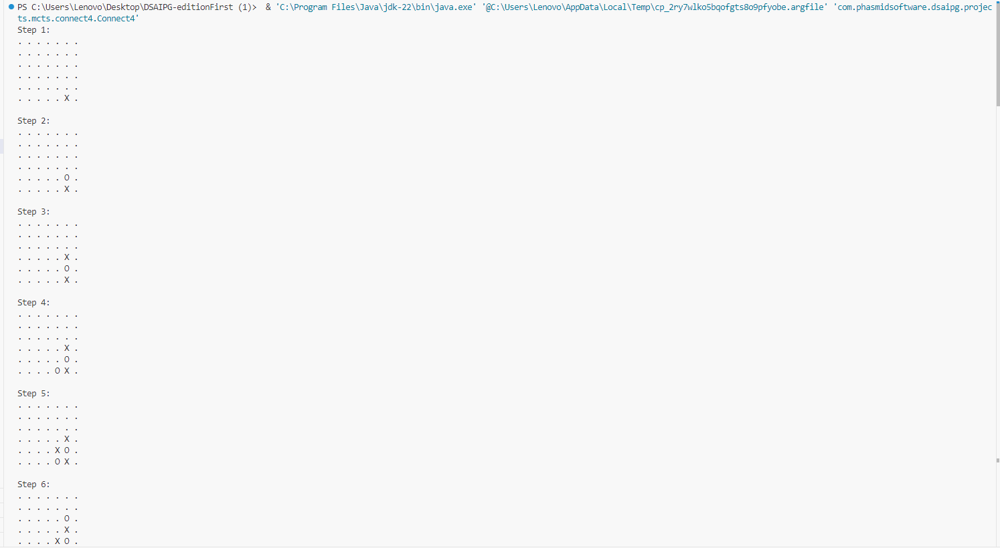 PS C:\Users\Lenovo\Desktop\DSAIPG-editionFirst (1)>  & 'C:\Program Files\Java\jdk-22\bin\java.exe' '@C:\Users\Lenovo\AppData\Local\Temp\cp_2ry7wlko5bqofgts8o9pfyobe.argfile' 'com.phasmidsoftware.dsaipg.projec
ts.mcts.connect4.Connect4'
Step 1:
. . . . . . .
. . . . . . .
. . . . . . .
. . . . . . .
. . . . . . .
. . . . . X .
Step 2:
. . . . . . .
. . . . . . .
. . . . . . .
. . . . . . .
. . . . . O .
. . . . . X .
Step 3:
. . . . . . .
. . . . . . .
. . . . . . .
. . . . . X .
. . . . . O .
. . . . . X .
Step 4:
. . . . . . .
. . . . . . .
. . . . . . .
. . . . . X .
. . . . . O .
. . . . O X .
Step 5:
. . . . . . .
. . . . . . .
. . . . . . .
. . . . . X .
. . . . X O .
. . . . O X .
Step 6:
. . . . . . .
. . . . . . .
. . . . . O .
. . . . . X .
. . . . X O .